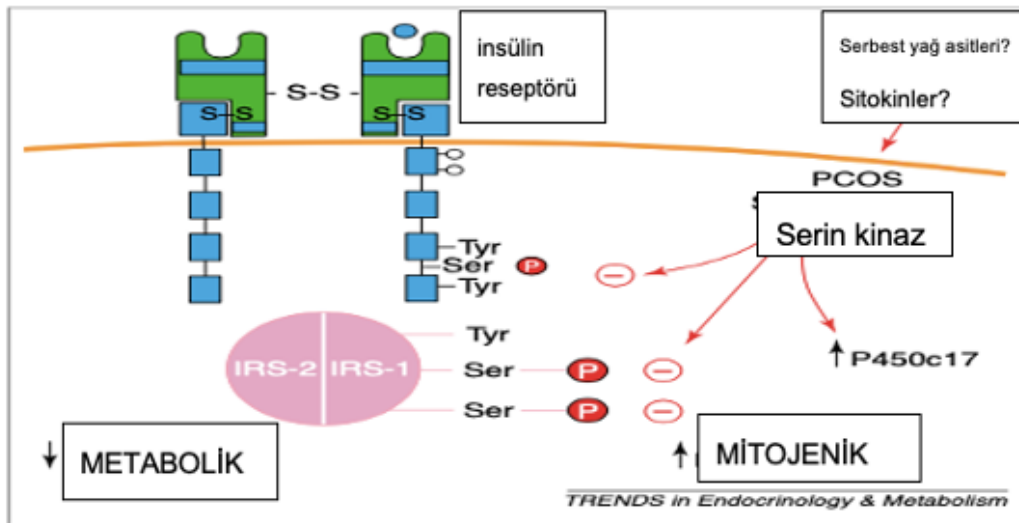 insülin
reseptörü
Serbest yağ asitleri?
Sitokinler?
S-S
S-S
S-S
PCOS
Serin kinaz
Tyr
Ser P
Tyr
Tyr
IRS-2 IRS-1
Ser P
Ser P
P450c17
METABOLİK
MİTOJENİK
TRENDS in Endocrinology & Metabolism